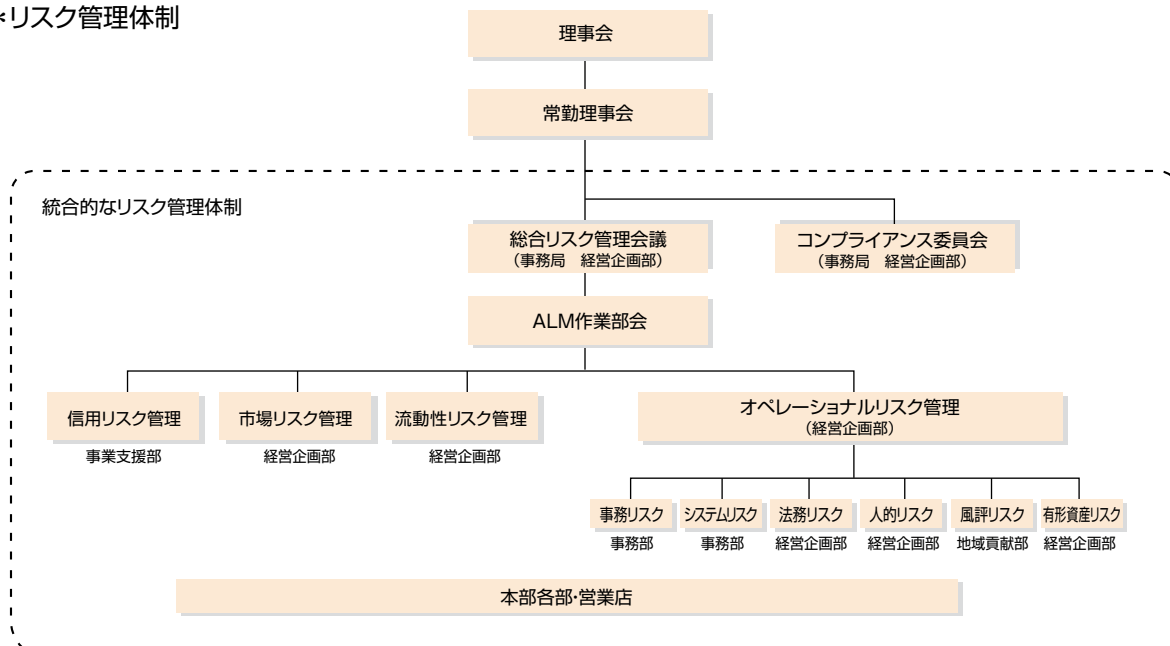 *リスク管理体制
理事会
常勤理事会
統合的なリスク管理体制
総合リスク管理会議
（事務局 経営企画部）
コンプライアンス委員会
（事務局 経営企画部）
ALM作業部会
信用リスク管理
事業支援部
市場リスク管理
経営企画部
流動性リスク管理
経営企画部
オペレーショナルリスク管理
（経営企画部）
事務リスク
事務部
システムリスク
事務部
法務リスク
経営企画部
人的リスク
経営企画部
風評リスク
地域貢献部
有形資産リスク
経営企画部
本部各部･営業店